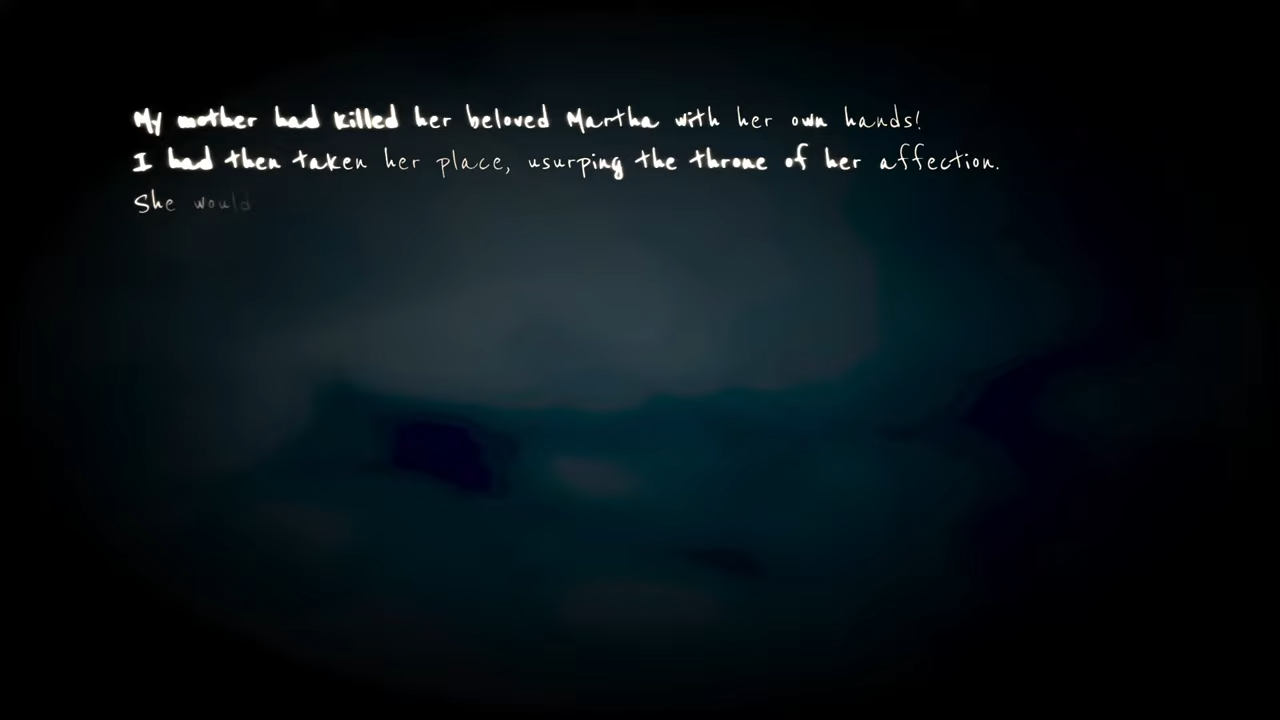 My mother had killed her beloved Martha with her own hands!
I had then taken her place, usurping the throne of her affection.
She would